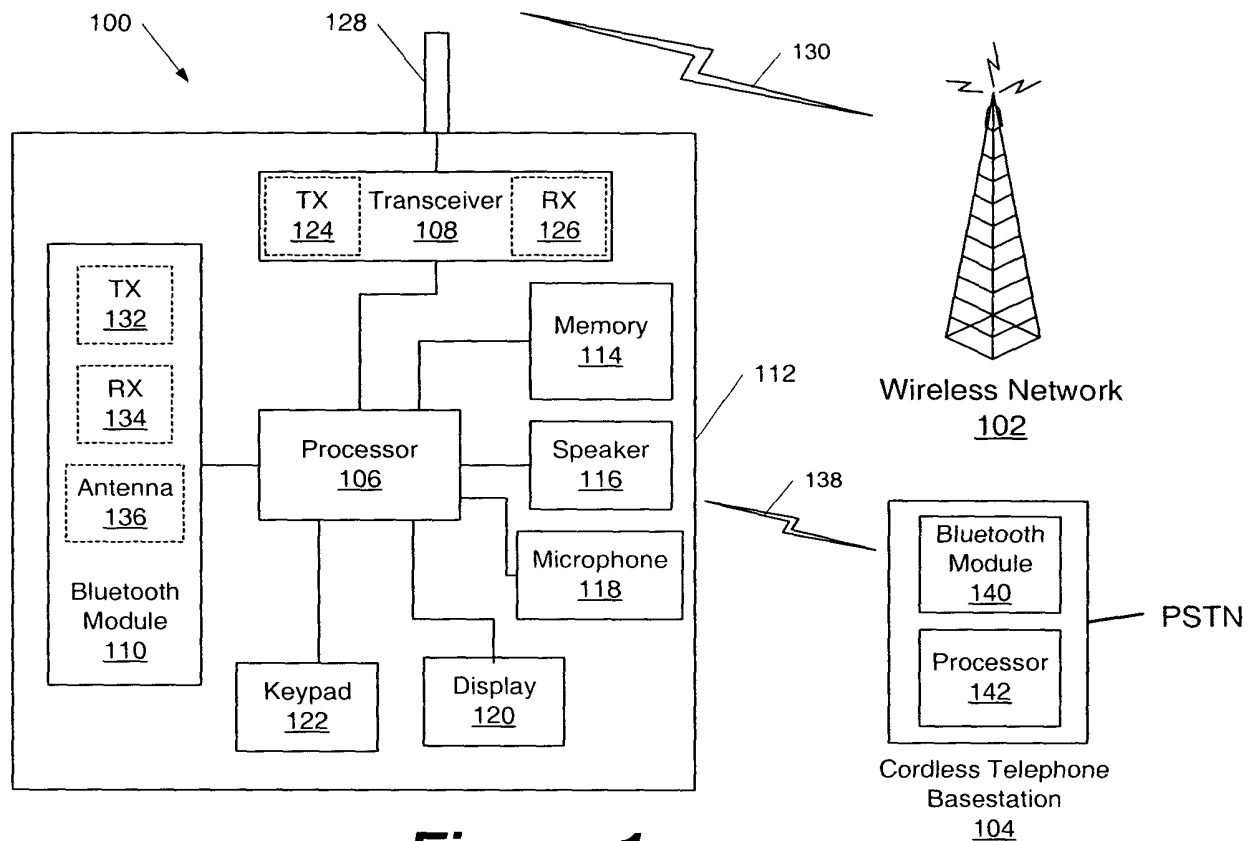 100
128
130
TX
124
Transceiver
108
RX
126
TX
132
RX
134
Antenna
136
Bluetooth
Module
110
Memory
114
112
Processor
106
Speaker
116
Microphone
118
Keypad
122
Display
120
Wireless Network
102
138
Bluetooth
Module
140
Processor
142
PSTN
Cordless Telephone
Basestation
104